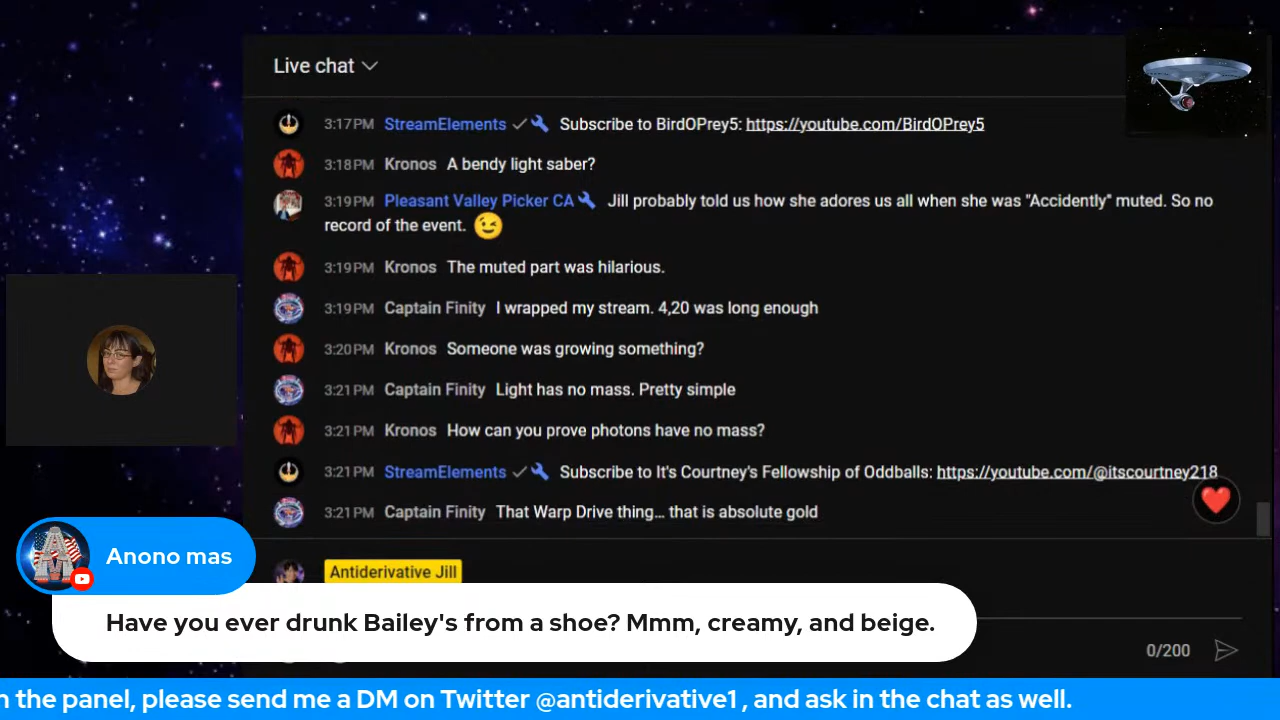 Live chat
3:17PM StreamElements Subscribe to BirdOPrey5: https://youtube.com/BirdOPrey5
3:18PM Kronos A bendy light saber?
3:19PM Pleasant Valley Picker CA Jill probably told us how she adores us all when she was "Accidently" muted. So no
record of the event. 😉
3:19PM Kronos The muted part was hilarious.
3:19PM Captain Finity I wrapped my stream. 4,20 was long enough
3:20PM Kronos Someone was growing something?
3:21PM Captain Finity Light has no mass. Pretty simple
3:21PM Kronos How can you prove photons have no mass?
3:21PM StreamElements Subscribe to It's Courtney's Fellowship of Oddballs: https://youtube.com/@itscourtney218
3:21PM Captain Finity That Warp Drive thing... that is absolute gold
Anono mas
Antiderivative Jill
Have you ever drunk Bailey's from a shoe? Mmm, creamy, and beige.
0/200
n the panel, please send me a DM on Twitter @antiderivative1 , and ask in the chat as well.